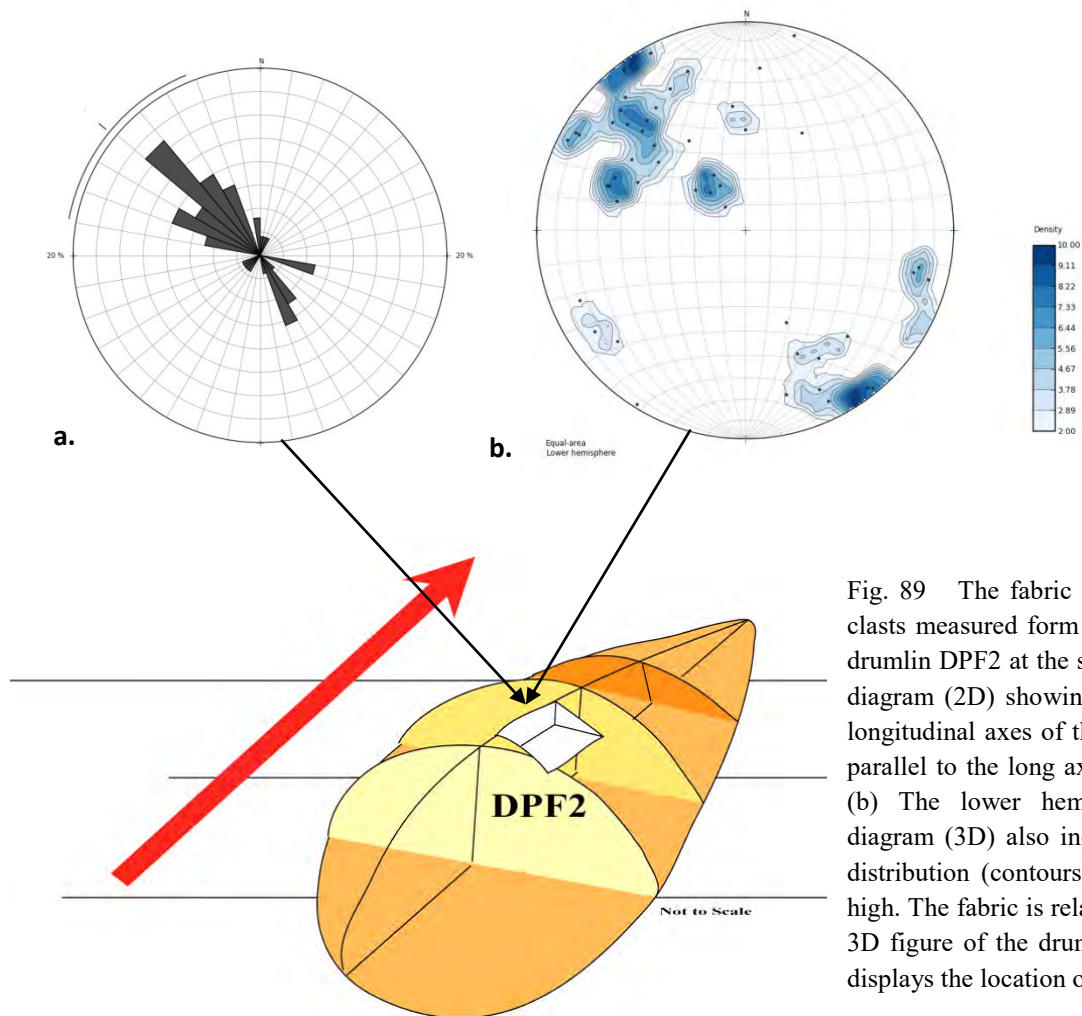 N
20 %
20 %
a.
N
b.
Equal-area
Lower hemisphere
Density
10.00
9.11
8.22
7.33
6.44
5.56
4.67
3.78
2.89
2.00
DPF2
Not to Scale
Fig. 89 The fabric
clasts measured form
drumlin DPF2 at the s
diagram (2D) showin
longitudinal axes of th
parallel to the long ax
(b) The lower hem
diagram (3D) also in
distribution (contours
high. The fabric is rela
3D figure of the drum
displays the location o